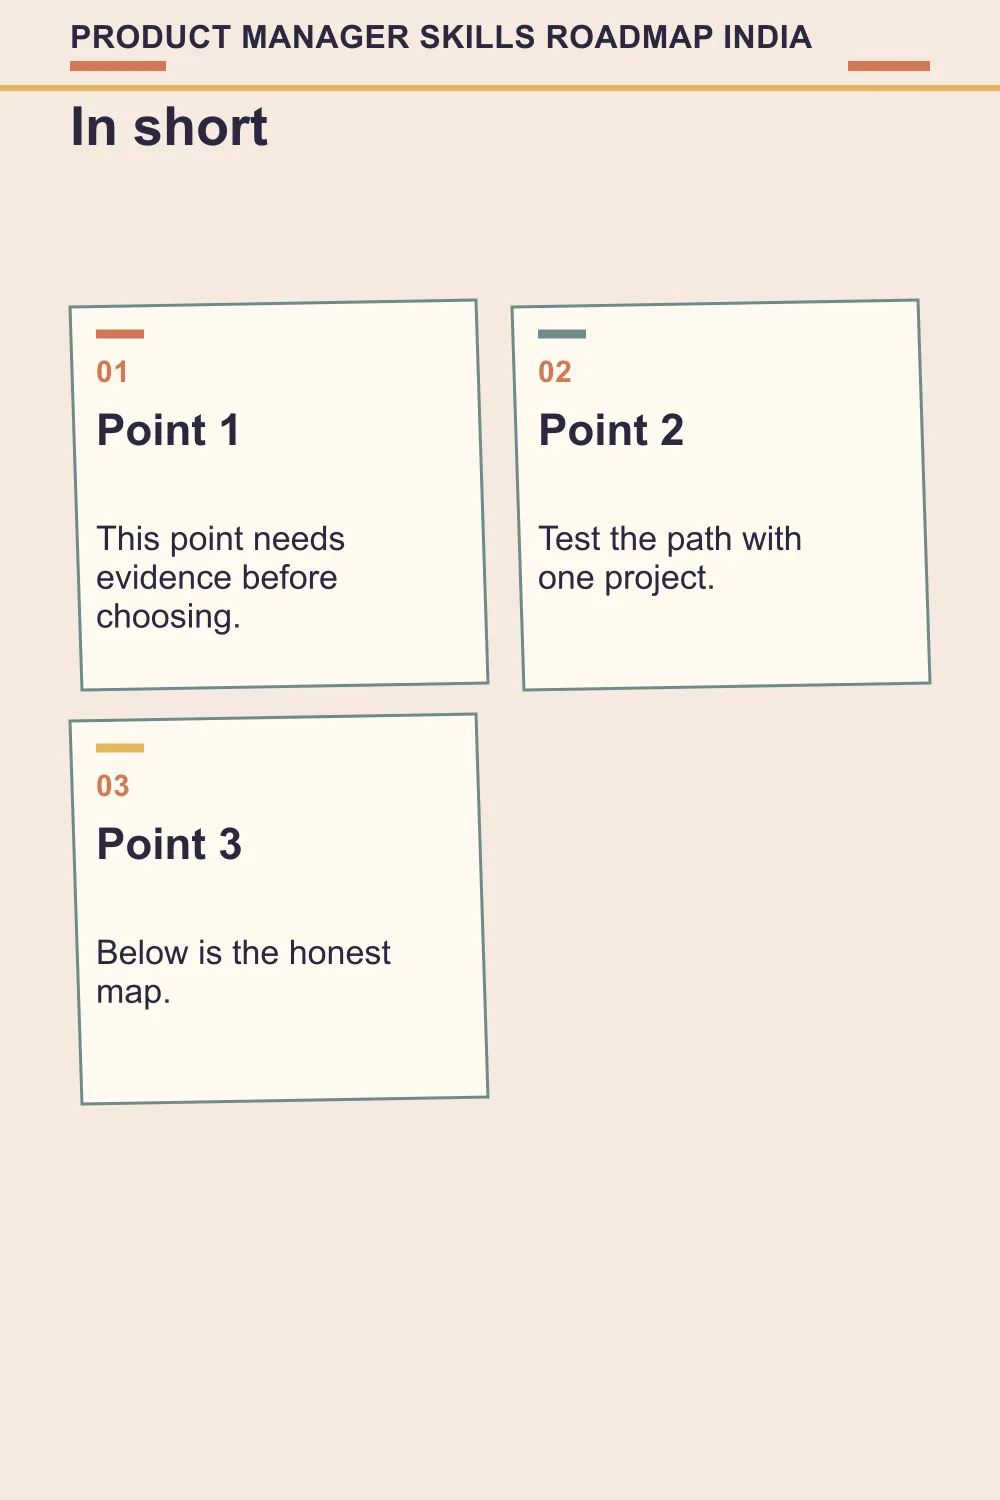 PRODUCT MANAGER SKILLS ROADMAP INDIA
In short
01
Point 1
This point needs
evidence before
choosing.
02
Point 2
Test the path with
one project.
03
Point 3
Below is the honest
map.